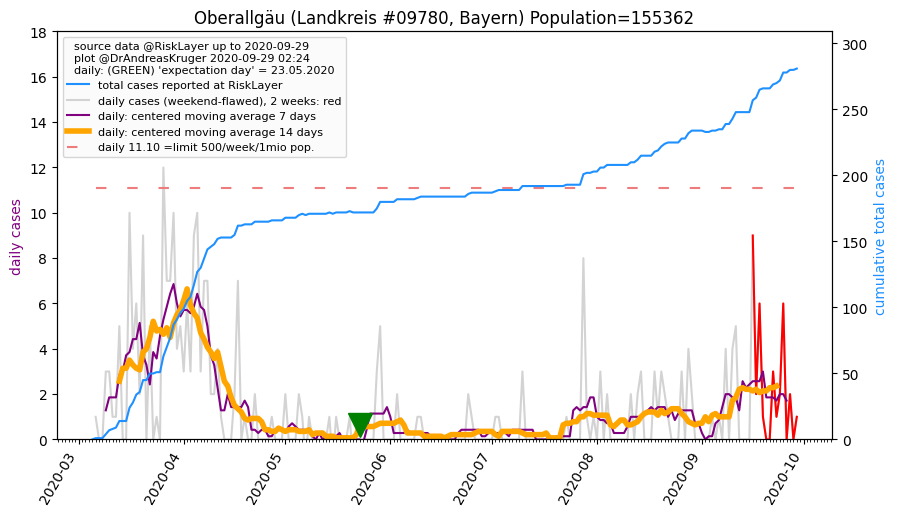 Oberallgäu (Landkreis #09780, Bayern) Population=155362
source data @RiskLayer up to 2020-09-29
plot @DrAndreasKruger 2020-09-29 02:24
daily: (GREEN) 'expectation day' = 23.05.2020
total cases reported at RiskLayer
daily cases (weekend-flawed), 2 weeks: red
daily: centered moving average 7 days
daily: centered moving average 14 days
daily 11.10 =limit 500/week/1mio pop.
daily cases
18
16
14
12
10
8
6
4
2
0
300
250
200
150
100
50
0
cumulative total cases
2020-03
2020-04
2020-05
2020-06
2020-07
2020-08
2020-09
2020-10